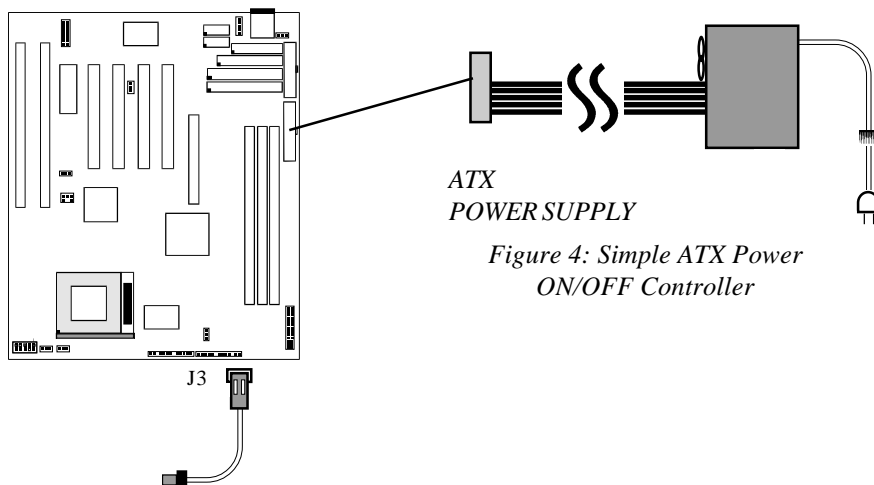 ATX
POWER SUPPLY
Figure 4: Simple ATX Power
ON/OFF Controller
J3